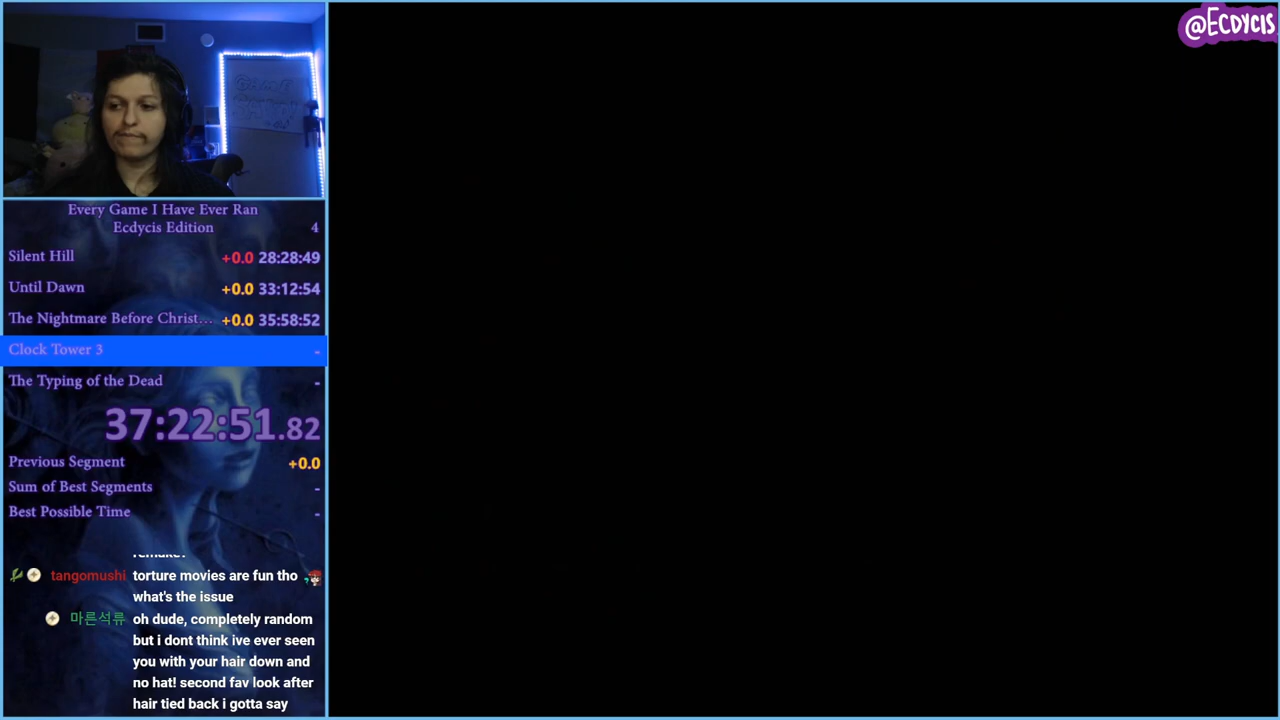 @ECDYCIS
GAME
Every Game I Have Ever Ran
Ecdycis Edition 4
Silent Hill +0.0 28:28:49
Until Dawn +0.0 33:12:54
The Nightmare Before Christ... +0.0 35:58:52
Clock Tower 3 -
The Typing of the Dead -
37:22:51.82
Previous Segment +0.0
Sum of Best Segments -
Best Possible Time -
tangomushi torture movies are fun tho
what's the issue
마른석류 oh dude, completely random
but i dont think ive ever seen
you with your hair down and
no hat! second fav look after
hair tied back i gotta say